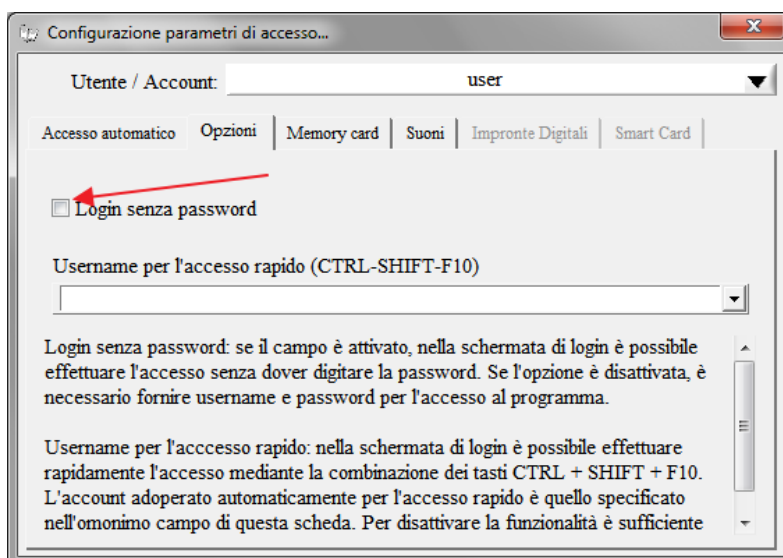 Configurazione parametri di accesso...
Utente / Account: user
Accesso automatico Opzioni Memory card Suoni Impronte Digitali Smart Card
Login senza password
Username per l'accesso rapido (CTRL-SHIFT-F10)
Login senza password: se il campo è attivato, nella schermata di login è possibile
effettuare l'accesso senza dover digitare la password. Se l'opzione è disattivata, è
necessario fornire username e password per l'accesso al programma.
Username per l'acccesso rapido: nella schermata di login è possibile effettuare
rapidamente l'accesso mediante la combinazione dei tasti CTRL + SHIFT + F10.
L'account adoperato automaticamente per l'accesso rapido è quello specificato
nell'omonimo campo di questa scheda. Per disattivare la funzionalità è sufficiente